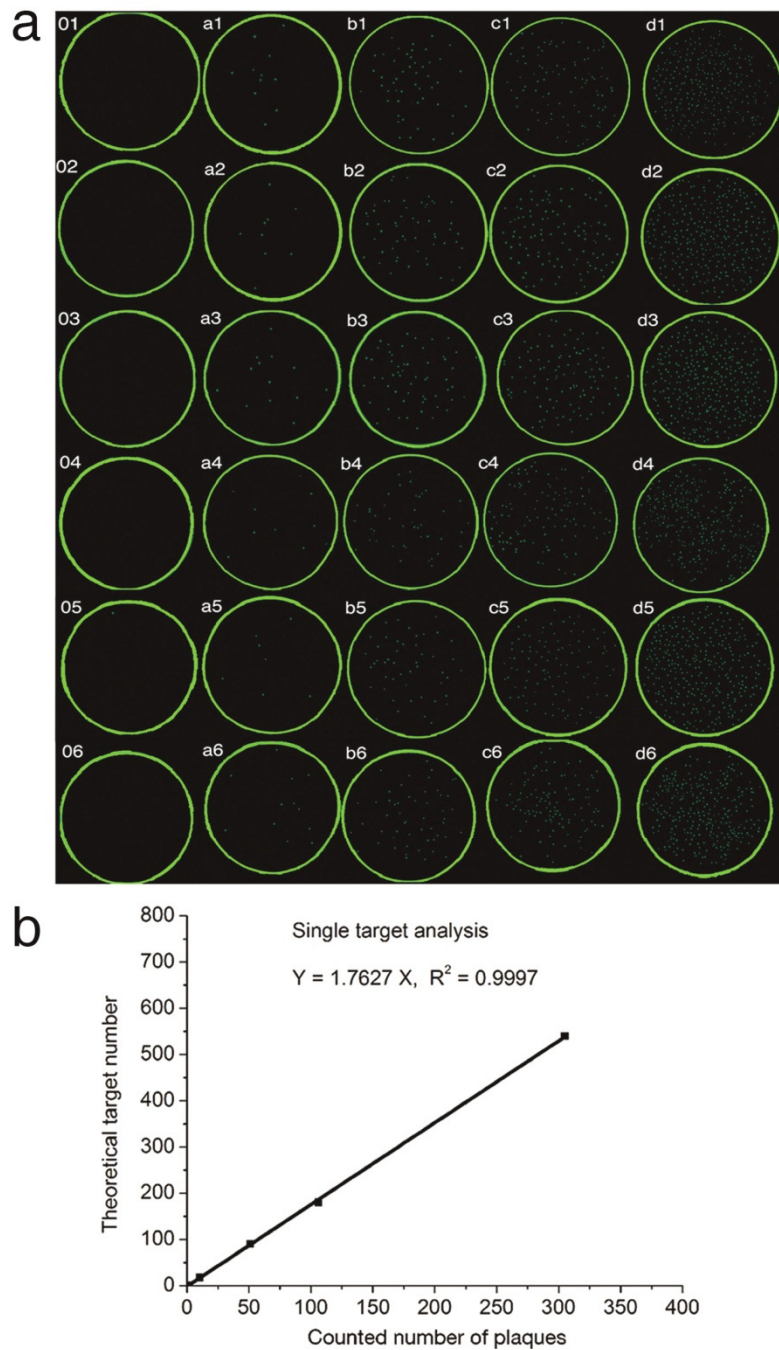 a
01 a1 b1 c1 d1
02 a2 b2 c2 d2
03 a3 b3 c3 d3
04 a4 b4 c4 d4
05 a5 b5 c5 d5
06 a6 b6 c6 d6
b
Single target analysis
Y = 1.7627 X, R² = 0.9997
Theoretical target number
800
700
600
500
400
300
200
100
0
0 50 100 150 200 250 300 350 400
Counted number of plaques